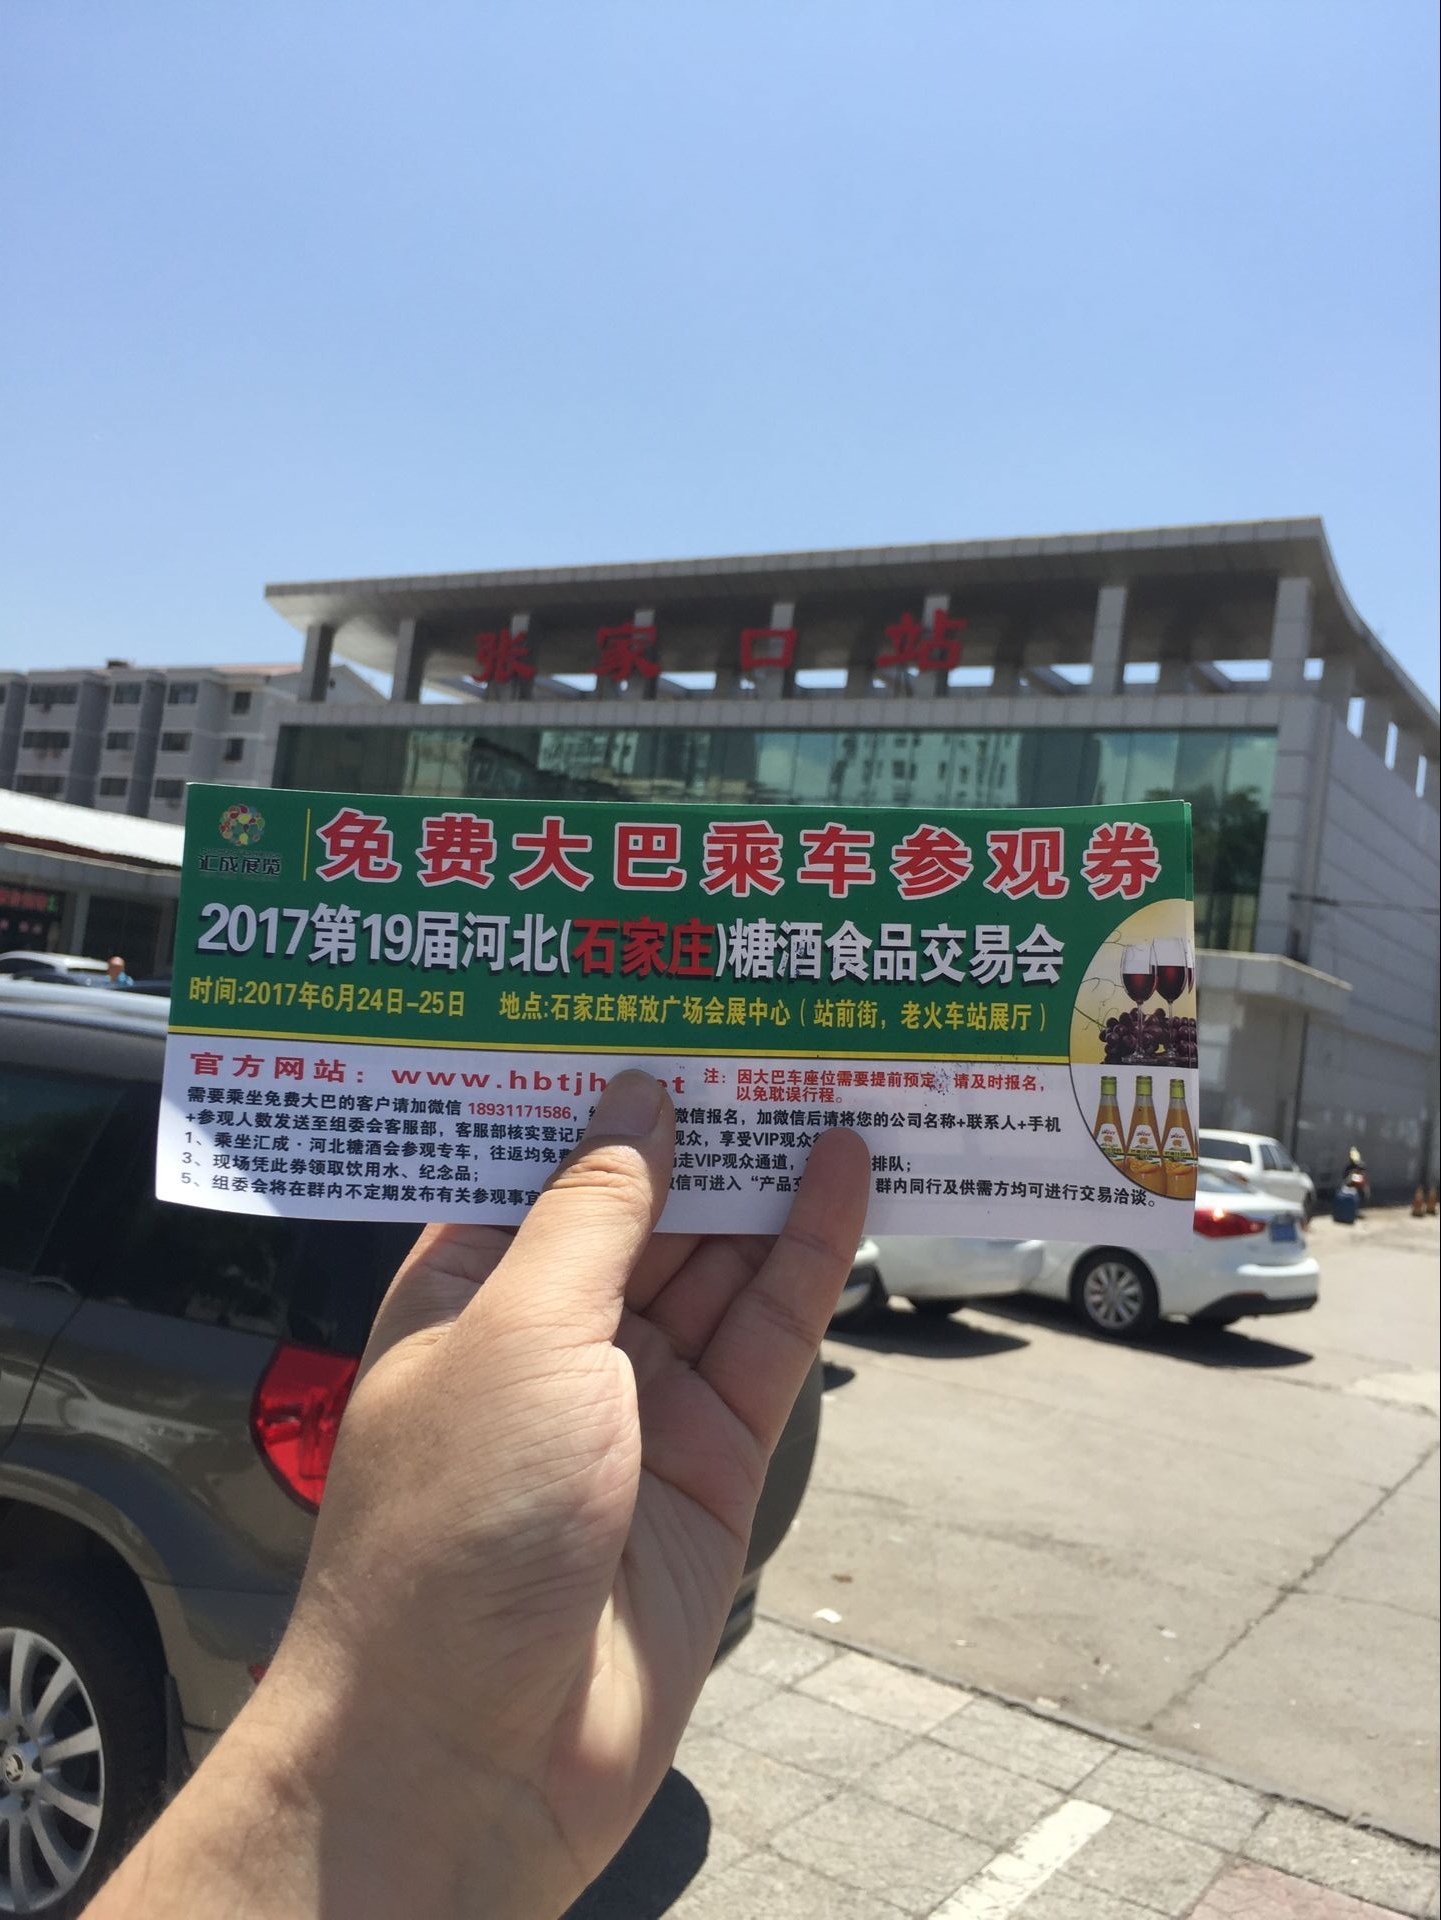 张家口站
汇成展览
免费大巴乘车参观券
2017第19届河北(石家庄)糖酒食品交易会
时间:2017年6月24日-25日 地点:石家庄解放广场会展中心（站前街，老火车站展厅）
官方网站：www.hbtjh et
注：因大巴车座位需要提前预定，请及时报名，
以免耽误行程。
需要乘坐免费大巴的客户请加微信 18931171586， 微信报名，加微信后请将您的公司名称+联系人+手机
+参观人数发送至组委会客服部，客服部核实登记后 观众，享受VIP观众
1、乘坐汇成·河北糖酒会参观专车，往返均免费 走VIP观众通道， 排队；
3、现场凭此券领取饮用水、纪念品；
信可进入“产品交 群内同行及供需方均可进行交易洽谈。
5、组委会将在群内不定期发布有关参观事宜